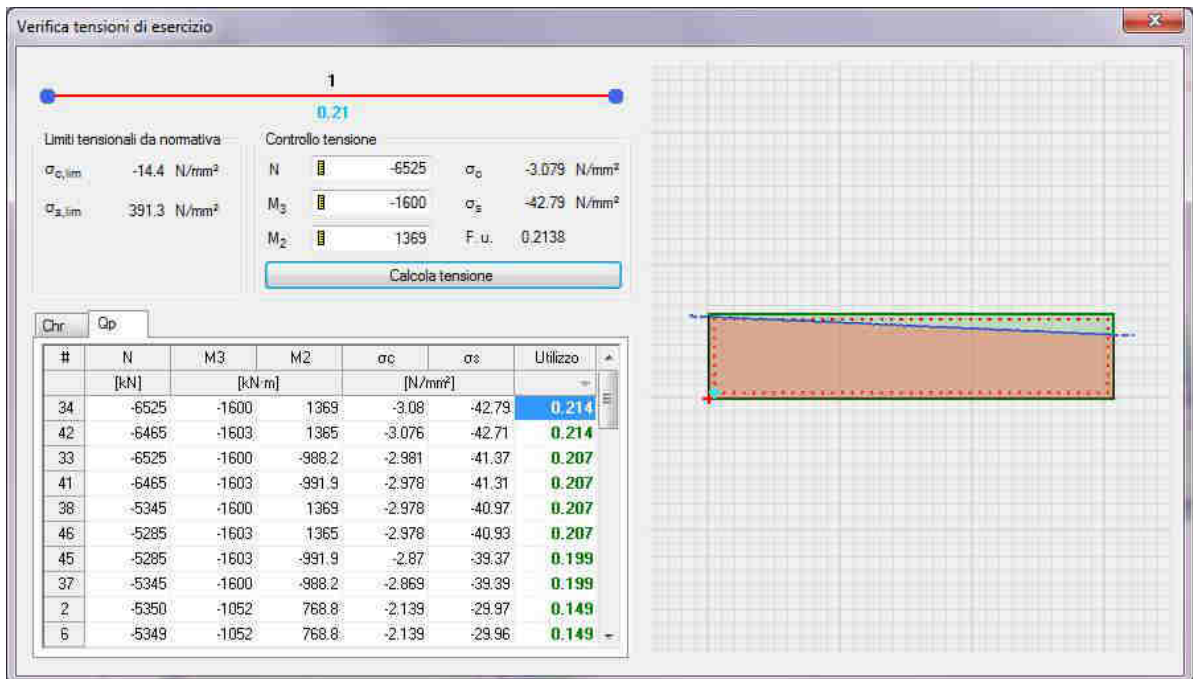 Verifica tensioni di esercizio
1
0.21
Limiti tensionali da normativa
σc,lim -14.4 N/mm²
σs,lim 391.3 N/mm²
Controllo tensione
N -6525 σc -3.079 N/mm²
M3 -1600 σs -42.79 N/mm²
M2 1369 F. u. 0.2138
Calcola tensione
Chr Qp
# N M3 M2 σc σs Utilizzo
[kN] [kN·m] [N/mm²]
34 -6525 -1600 1369 -3.08 -42.79 0.214
42 -6465 -1603 1365 -3.076 -42.71 0.214
33 -6525 -1600 -988.2 -2.981 -41.37 0.207
41 -6465 -1603 -991.9 -2.978 -41.31 0.207
38 -5345 -1600 1369 -2.978 -40.97 0.207
46 -5285 -1603 1365 -2.978 -40.93 0.207
45 -5285 -1603 -991.9 -2.87 -39.37 0.199
37 -5345 -1600 -988.2 -2.869 -39.39 0.199
2 -5350 -1052 768.8 -2.139 -29.97 0.149
6 -5349 -1052 768.8 -2.139 -29.96 0.149